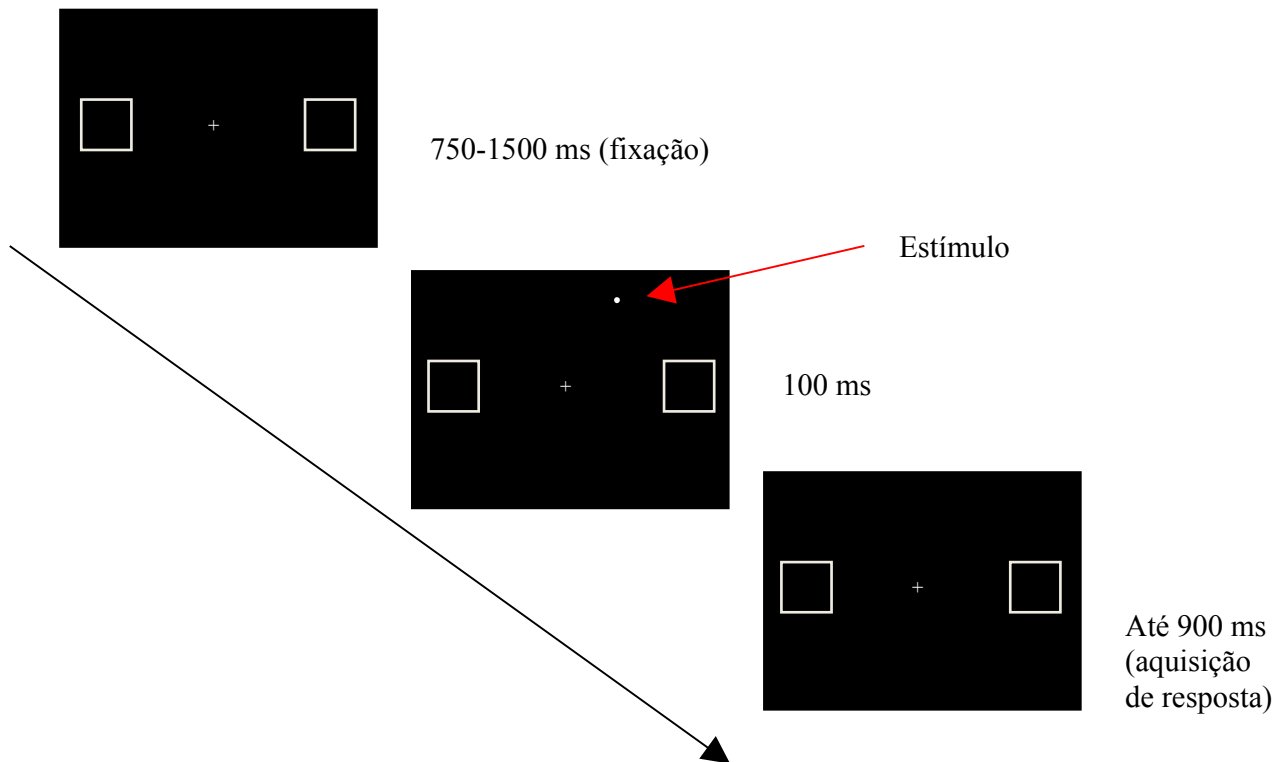 750-1500 ms (fixação)
Estímulo
100 ms
Até 900 ms
(aquisição
de resposta)